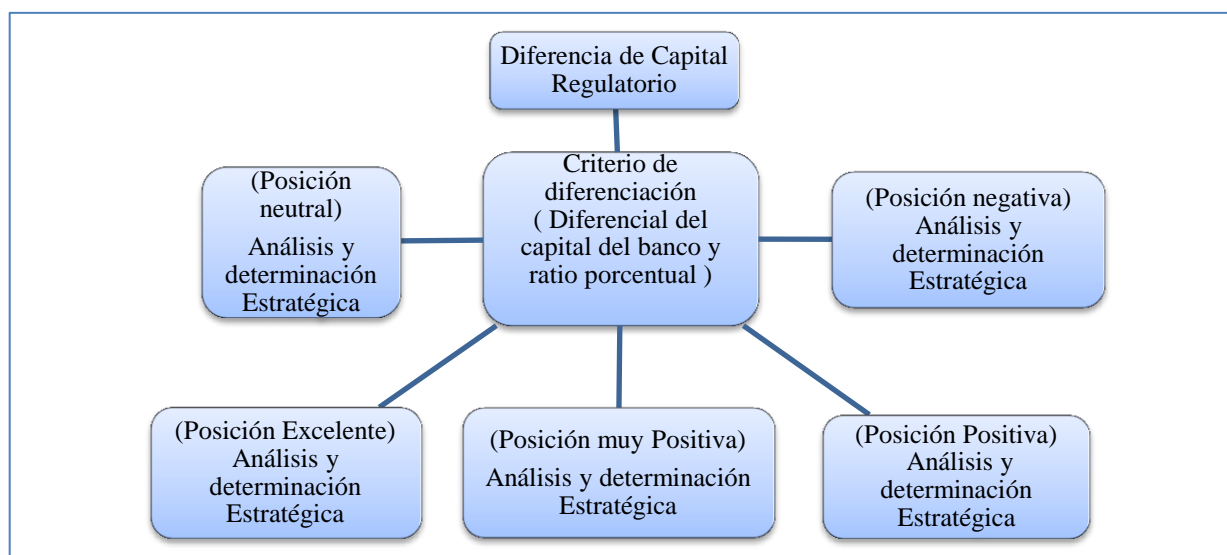 Diferencia de Capital
Regulatorio
Criterio de
diferenciación
( Diferencial del
capital del banco y
ratio porcentual )
(Posición
neutral)
Análisis y
determinación
Estratégica
(Posición negativa)
Análisis y
determinación
Estratégica
(Posición Excelente)
Análisis y
determinación
Estratégica
(Posición muy Positiva)
Análisis y determinación
Estratégica
(Posición Positiva)
Análisis y
determinación
Estratégica